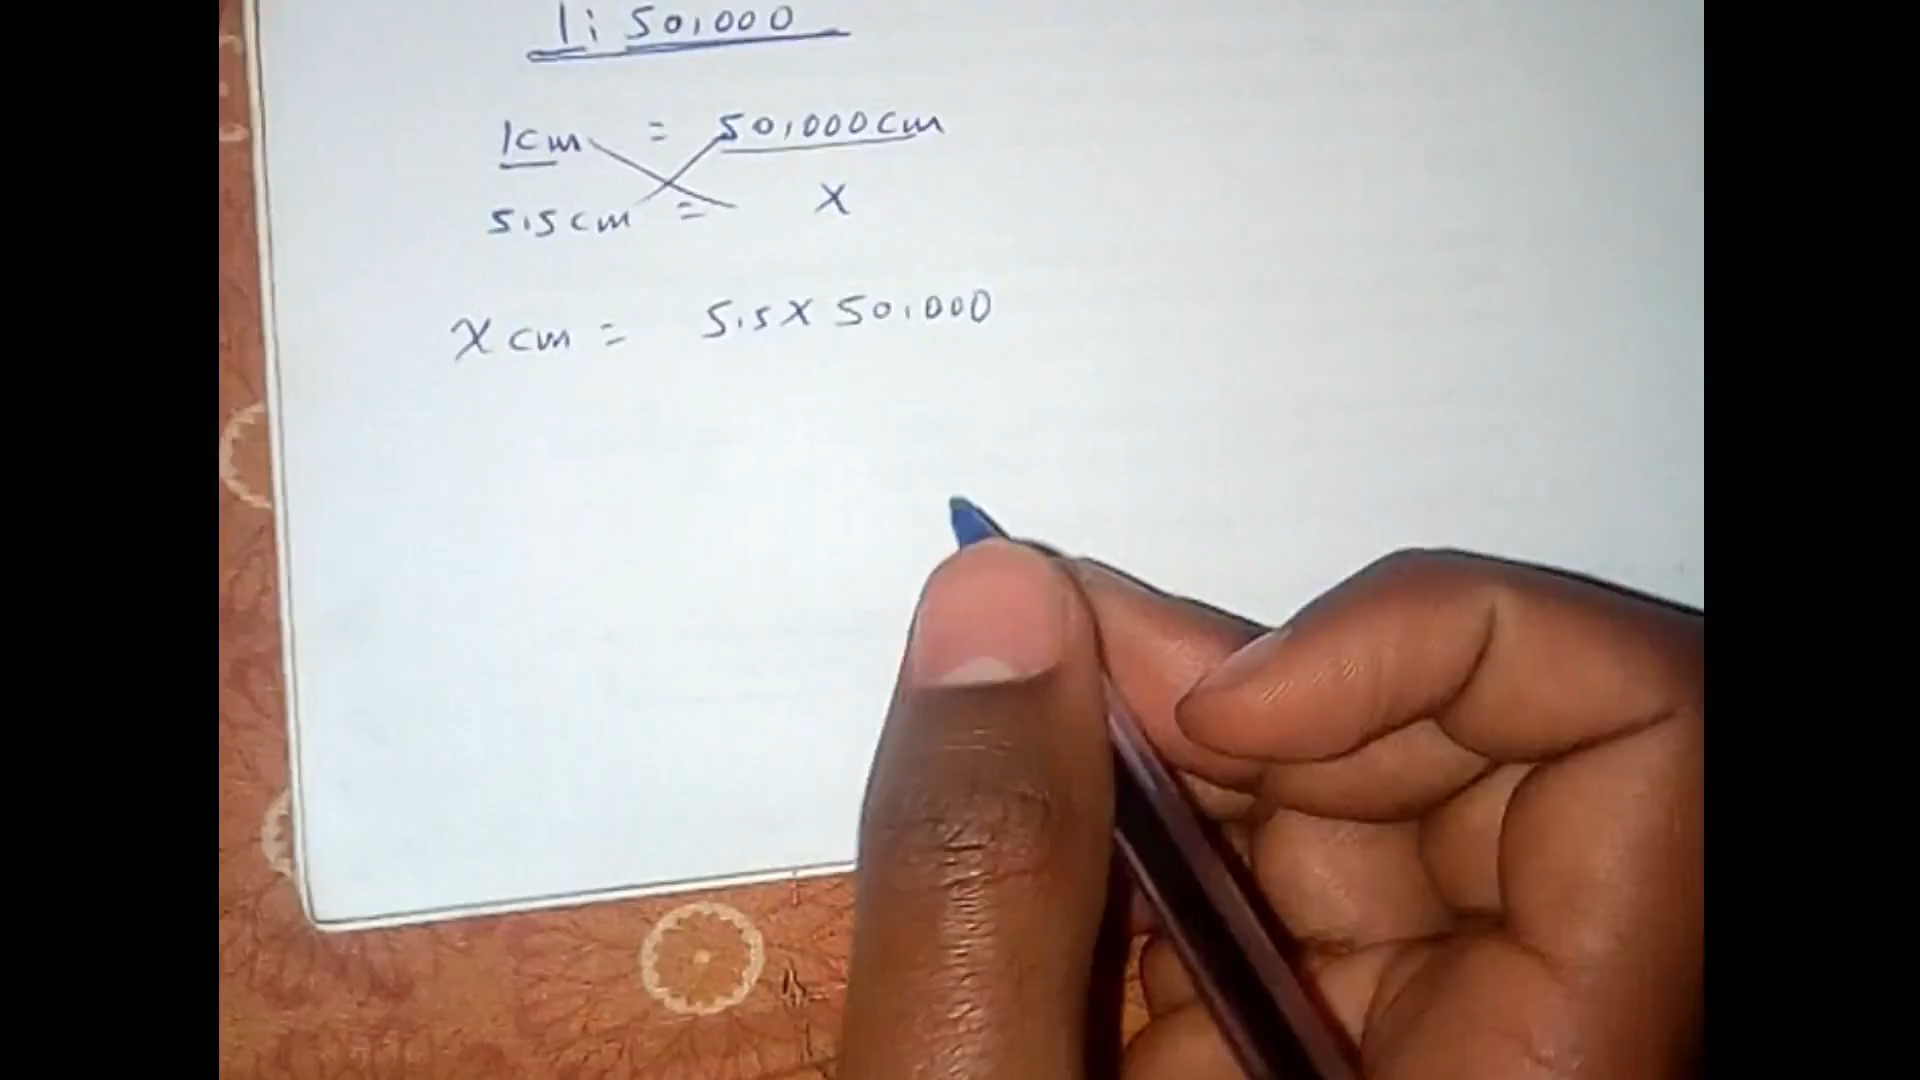 1: 50,000
1cm = 50,000cm
5.5cm = x
x cm = 5.5 x 50,000